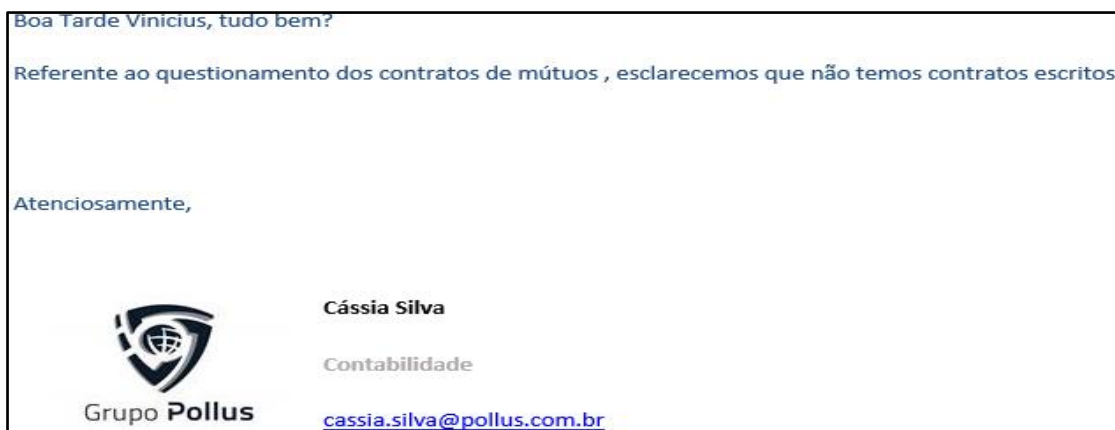 Boa Tarde Vinicius, tudo bem?
Referente ao questionamento dos contratos de mútuos , esclarecemos que não temos contratos escritos
Atenciosamente,
Cássia Silva
Contabilidade
Grupo Pollus
cassia.silva@pollus.com.br